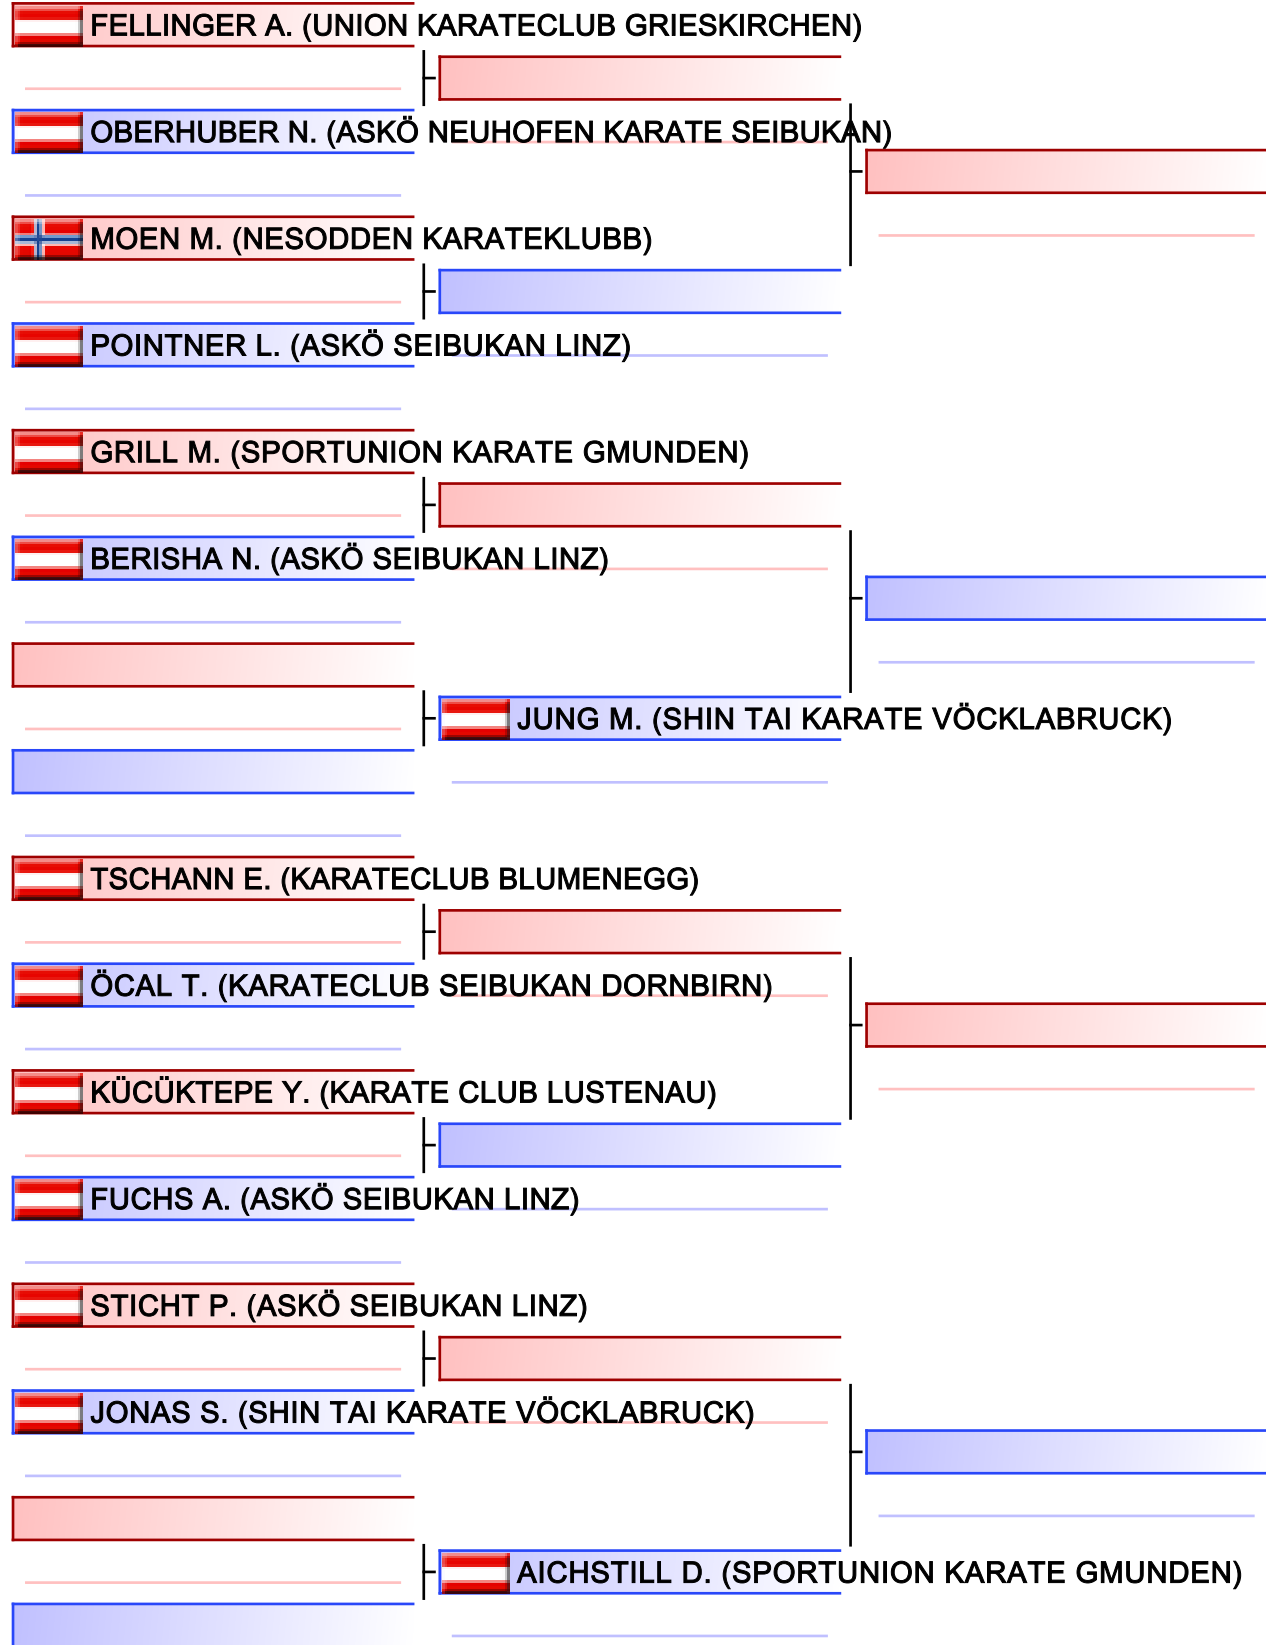 FELLINGER A. (UNION KARATECLUB GRIESKIRCHEN)
OBERHUBER N. (ASKÖ NEUHOFEN KARATE SEIBUKAN)
MOEN M. (NESODDEN KARATEKLUBB)
POINTNER L. (ASKÖ SEIBUKAN LINZ)
GRILL M. (SPORTUNION KARATE GMUNDEN)
BERISHA N. (ASKÖ SEIBUKAN LINZ)
JUNG M. (SHIN TAI KARATE VÖCKLABRUCK)
TSCHANN E. (KARATECLUB BLUMENEGG)
ÖCAL T. (KARATECLUB SEIBUKAN DORNBIRN)
KÜCÜKTEPE Y. (KARATE CLUB LUSTENAU)
FUCHS A. (ASKÖ SEIBUKAN LINZ)
STICHT P. (ASKÖ SEIBUKAN LINZ)
JONAS S. (SHIN TAI KARATE VÖCKLABRUCK)
AICHSTILL D. (SPORTUNION KARATE GMUNDEN)